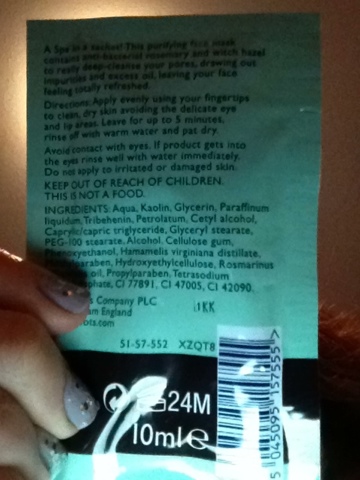 A Spa in a sachet! This purifying face mask
contains anti-bacterial rosemary and witch hazel
to really deep-cleanse your pores, drawing out
impurities and excess oil, leaving your face
feeling totally refreshed.
Directions: Apply evenly using your fingertips
to clean, dry skin avoiding the delicate eye
and lip areas. Leave for up to 5 minutes,
rinse off with warm water and pat dry.
Avoid contact with eyes. If product gets into
the eyes rinse well with water immediately.
Do not apply to irritated or damaged skin.
KEEP OUT OF REACH OF CHILDREN.
THIS IS NOT A FOOD.
INGREDIENTS: Aqua, Kaolin, Glycerin, Paraffinum
liquidum, Tribehenin, Petrolatum, Cetyl alcohol,
Caprylic/capric triglyceride, Glyceryl stearate,
PEG-100 stearate, Alcohol, Cellulose gum,
Phenoxyethanol, Hamamelis virginiana distillate,
Hydroxyethylcellulose, Rosmarinus
oil, Propylparaben, Tetrasodium
CI 77891, CI 47005, CI 42090.
Company PLC
England
51-57-552 XZQT8
24M
10ml e
5 045095 157555 >